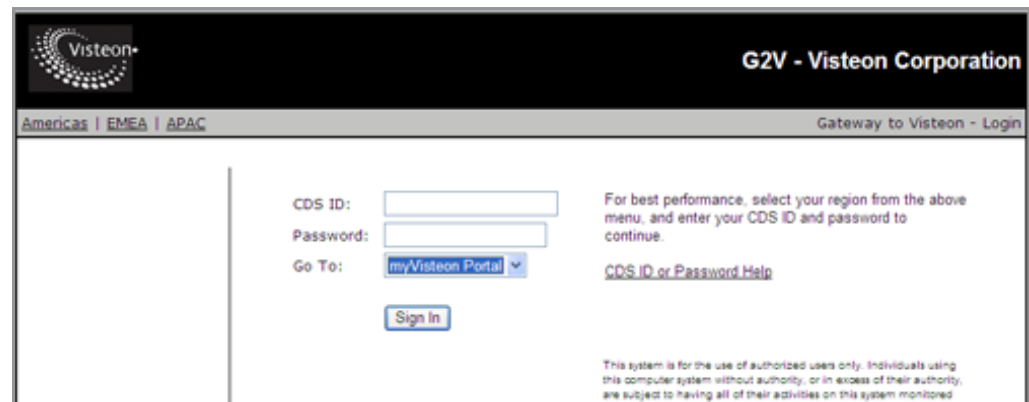 Visteon
G2V - Visteon Corporation
Americas | EMEA | APAC
Gateway to Visteon - Login
CDS ID:
Password:
Go To:
myVisteon Portal
Sign In
For best performance, select your region from the above
menu, and enter your CDS ID and password to
continue.
CDS ID or Password Help
This system is for the use of authorized users only. Individuals using
this computer system without authority, or in excess of their authority,
are subject to having all of their activities on this system monitored